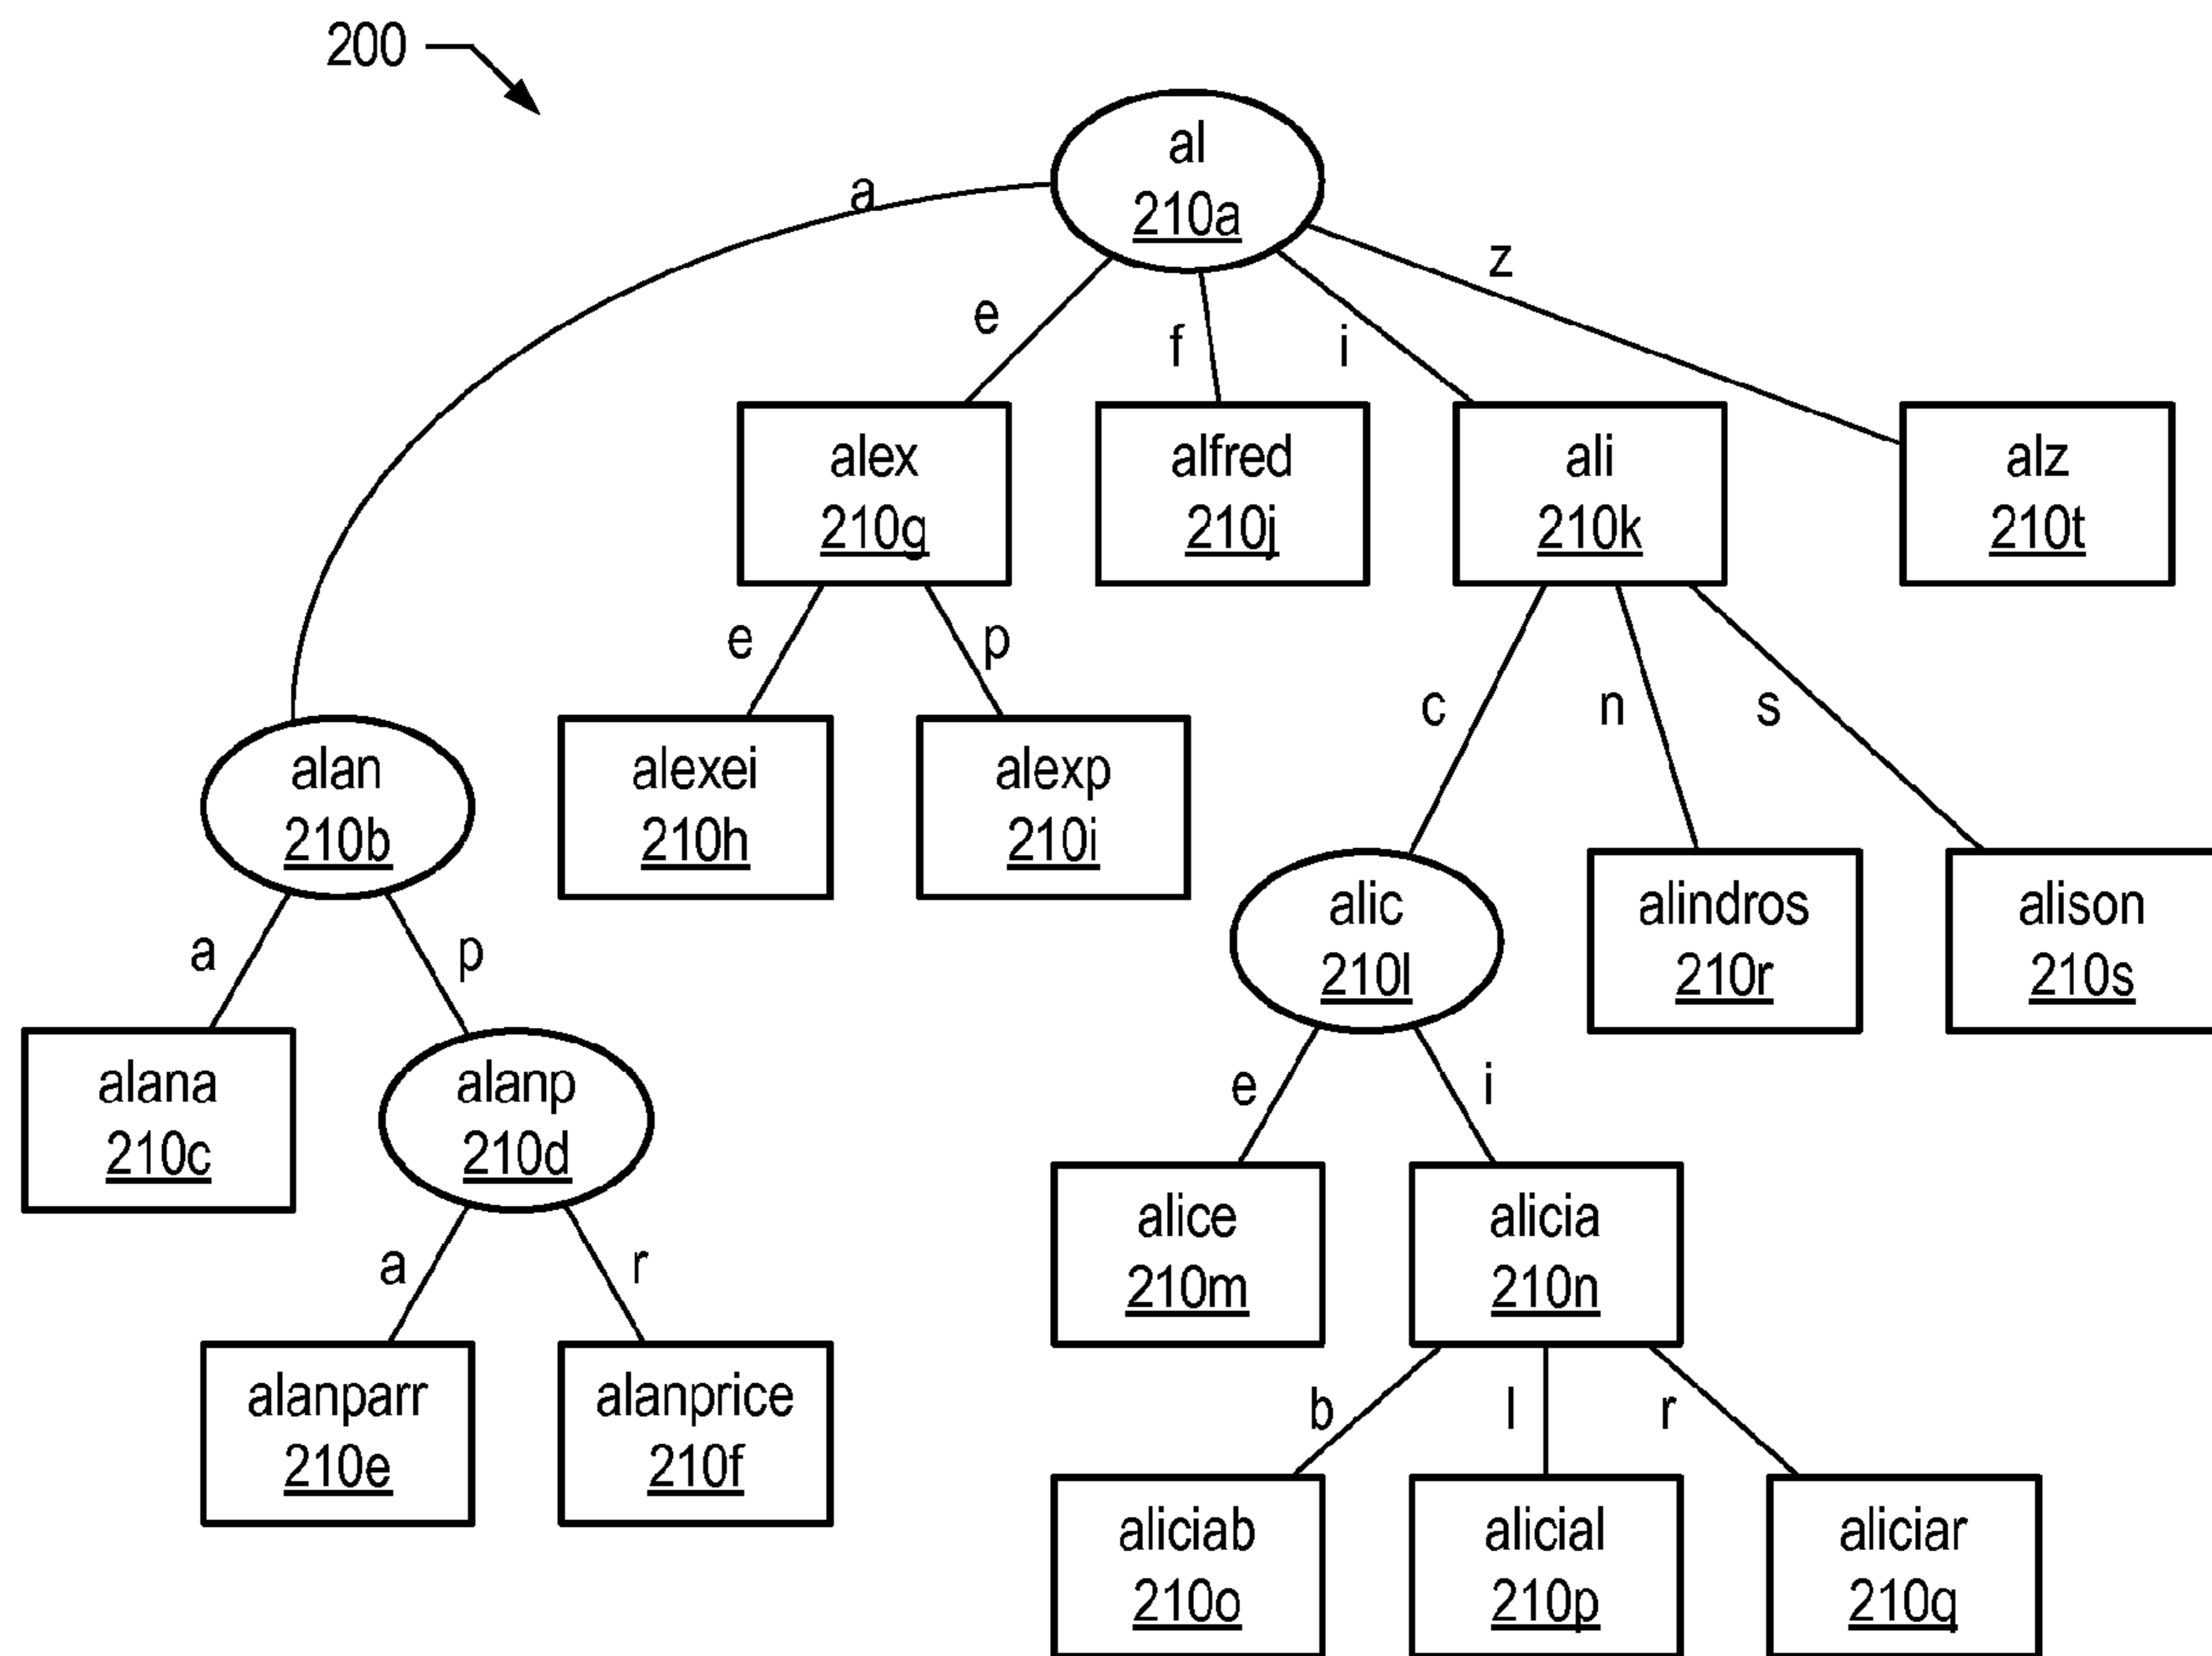 200
al
210a
a
z
e
f
i
alex
210g
alfred
210j
ali
210k
alz
210t
e
p
c
n
s
alan
210b
alexei
210h
alexp
210i
alic
210l
alindros
210r
alison
210s
a
p
alana
210c
alanp
210d
e
i
alice
210m
alicia
210n
a
r
alanparr
210e
alanprice
210f
b
l
r
aliciab
210o
alicial
210p
aliciar
210q